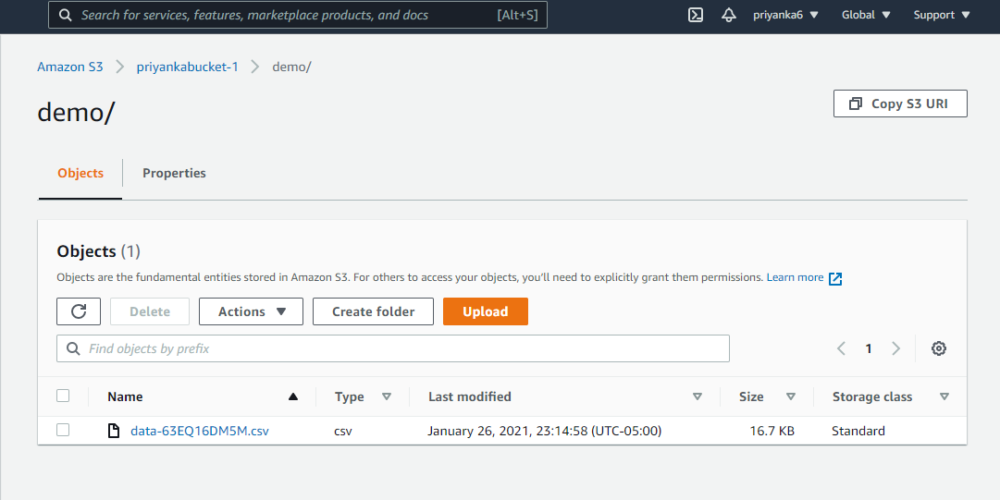 Search for services, features, marketplace products, and docs [Alt+S] priyanka6 Global Support
Amazon S3 priyankabucket-1 demo/
demo/ Copy S3 URI
Objects Properties
Objects (1)
Objects are the fundamental entities stored in Amazon S3. For others to access your objects, you'll need to explicitly grant them permissions. Learn more
Delete Actions Create folder Upload
Find objects by prefix 1
Name Type Last modified Size Storage class
data-63EQ16DM5M.csv csv January 26, 2021, 23:14:58 (UTC-05:00) 16.7 KB Standard